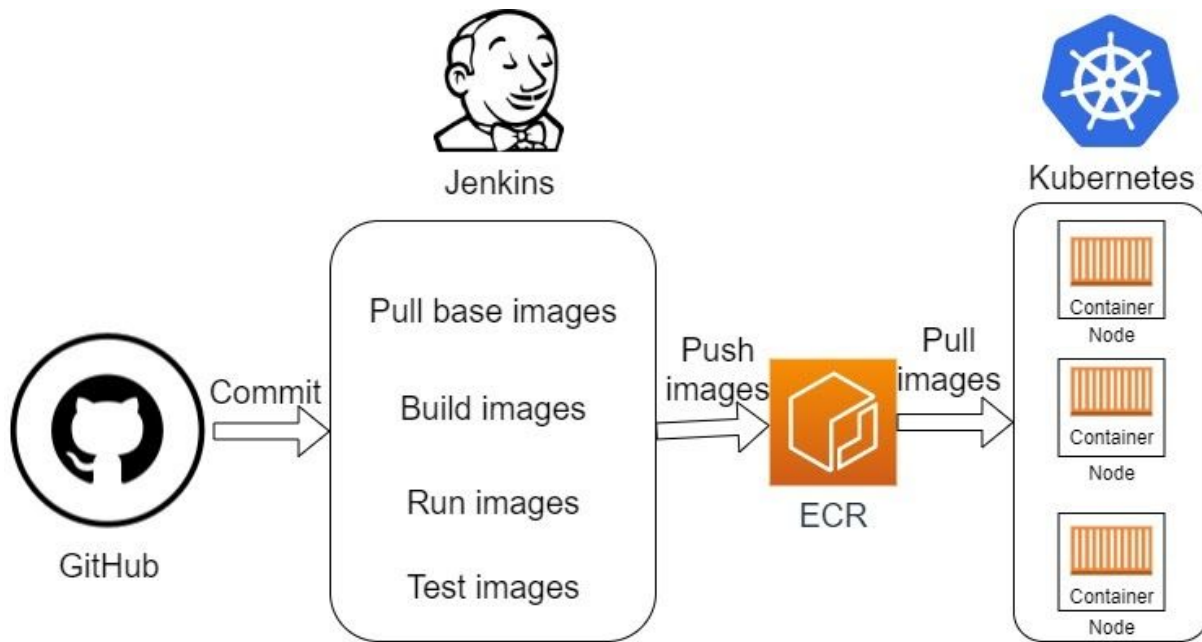 Jenkins
Kubernetes
Pull base images
Build images
Run images
Test images
Commit
GitHub
Push
images
ECR
Pull
images
Container
Node
Container
Node
Container
Node